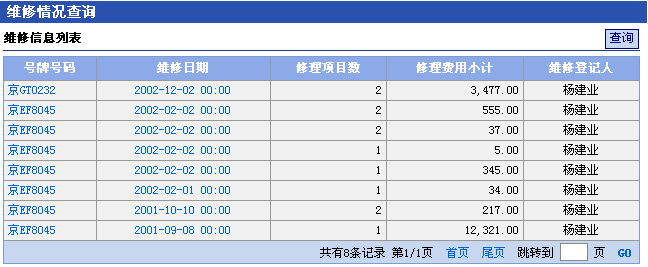 维修情况查询
维修信息列表 查询
号牌号码 维修日期 修理项目数 修理费用小计 维修登记人
京GT0232 2002-12-02 00:00 2 3,477.00 杨建业
京EF8045 2002-02-02 00:00 2 555.00 杨建业
京EF8045 2002-02-02 00:00 2 37.00 杨建业
京EF8045 2002-02-02 00:00 1 5.00 杨建业
京EF8045 2002-02-02 00:00 1 345.00 杨建业
京EF8045 2002-02-01 00:00 1 34.00 杨建业
京EF8045 2001-10-10 00:00 2 217.00 杨建业
京EF8045 2001-09-08 00:00 1 12,321.00 杨建业
共有8条记录 第1/1页 首页 尾页 跳转到 页 GO